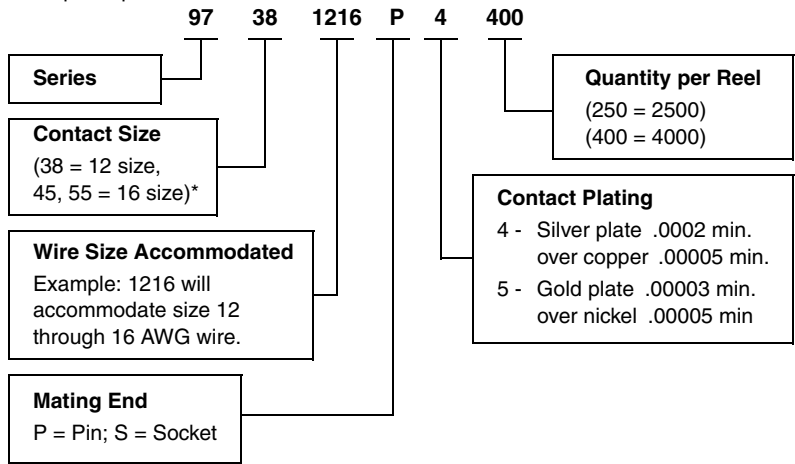 97 38 1216 P 4 400
Series
Contact Size
(38 = 12 size,
45, 55 = 16 size)*
Wire Size Accommodated
Example: 1216 will
accommodate size 12
through 16 AWG wire.
Mating End
P = Pin; S = Socket
Quantity per Reel
(250 = 2500)
(400 = 4000)
Contact Plating
4 - Silver plate .0002 min.
over copper .00005 min.
5 - Gold plate .00003 min.
over nickel .00005 min